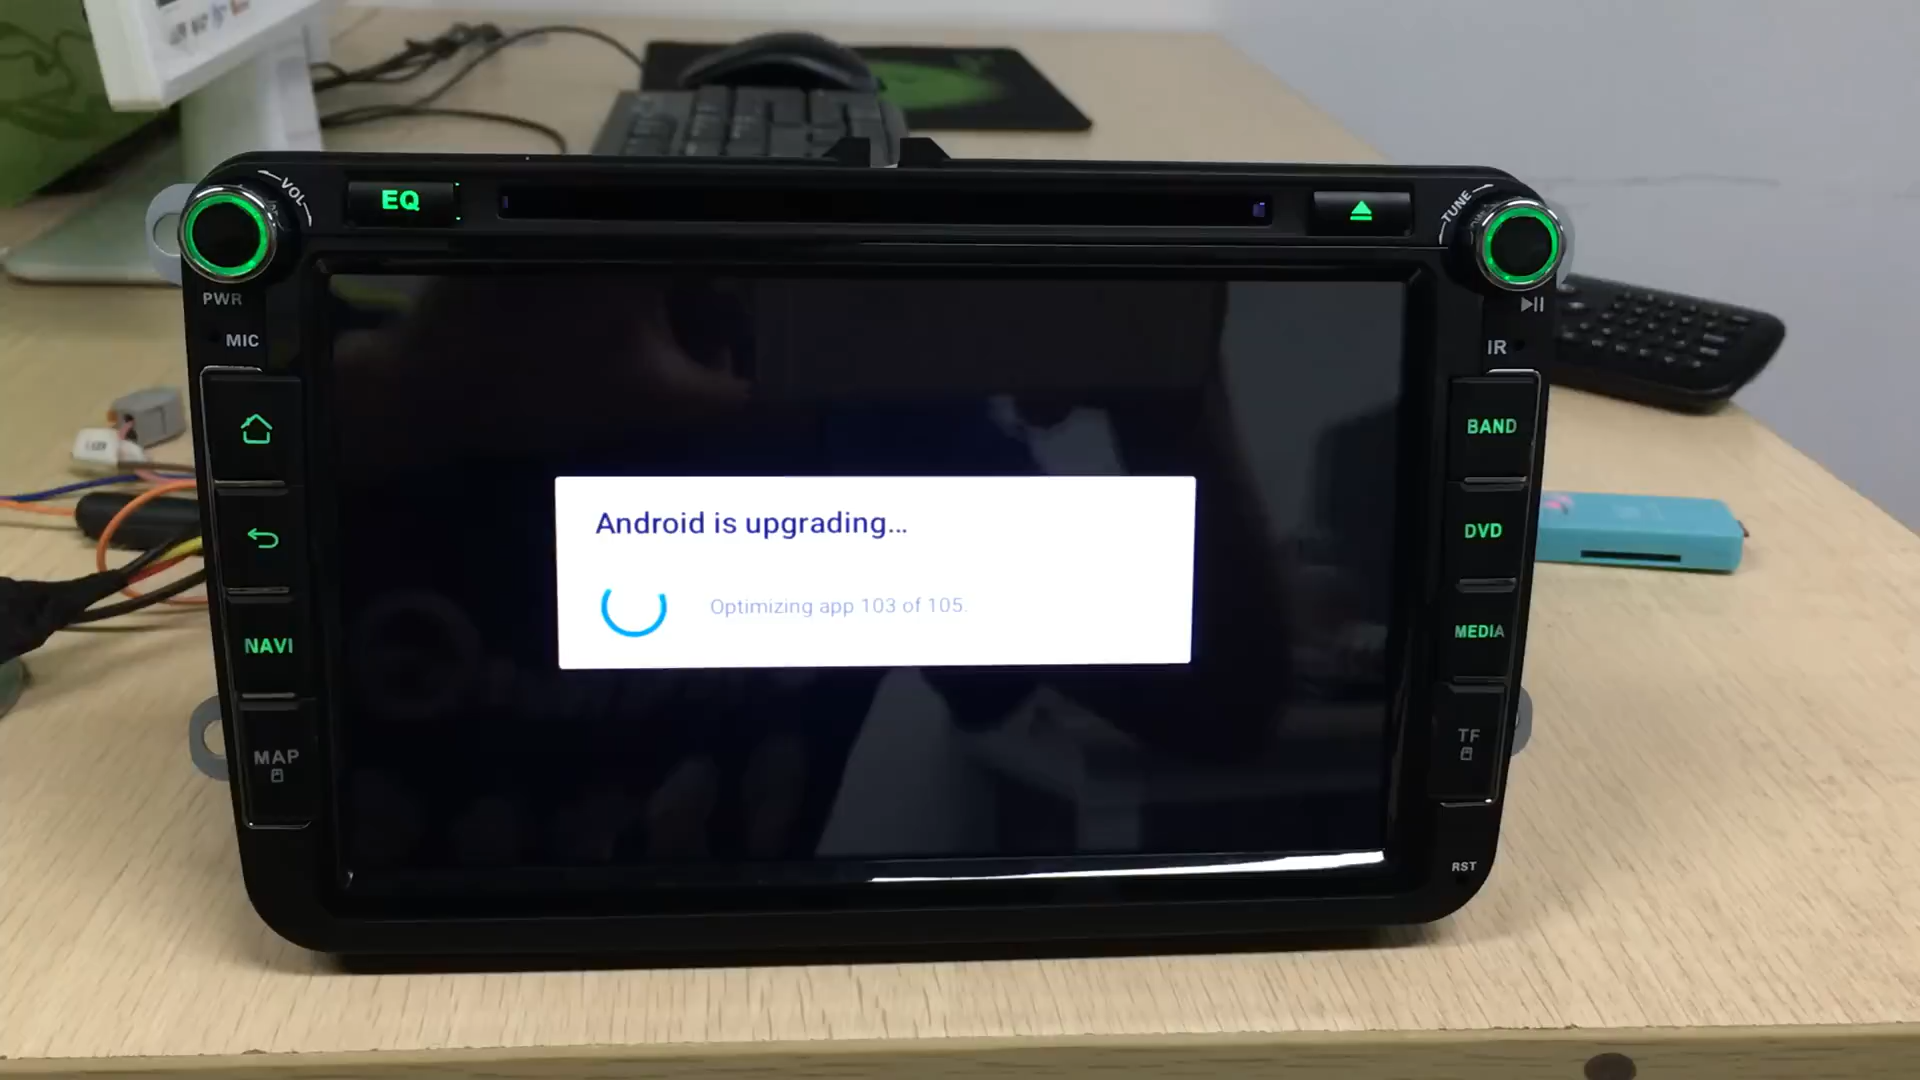 VOL
EQ
TUNE
PWR
MIC
IR
BAND
Android is upgrading...
DVD
Optimizing app 103 of 105.
NAVI
MEDIA
MAP
TF
RST